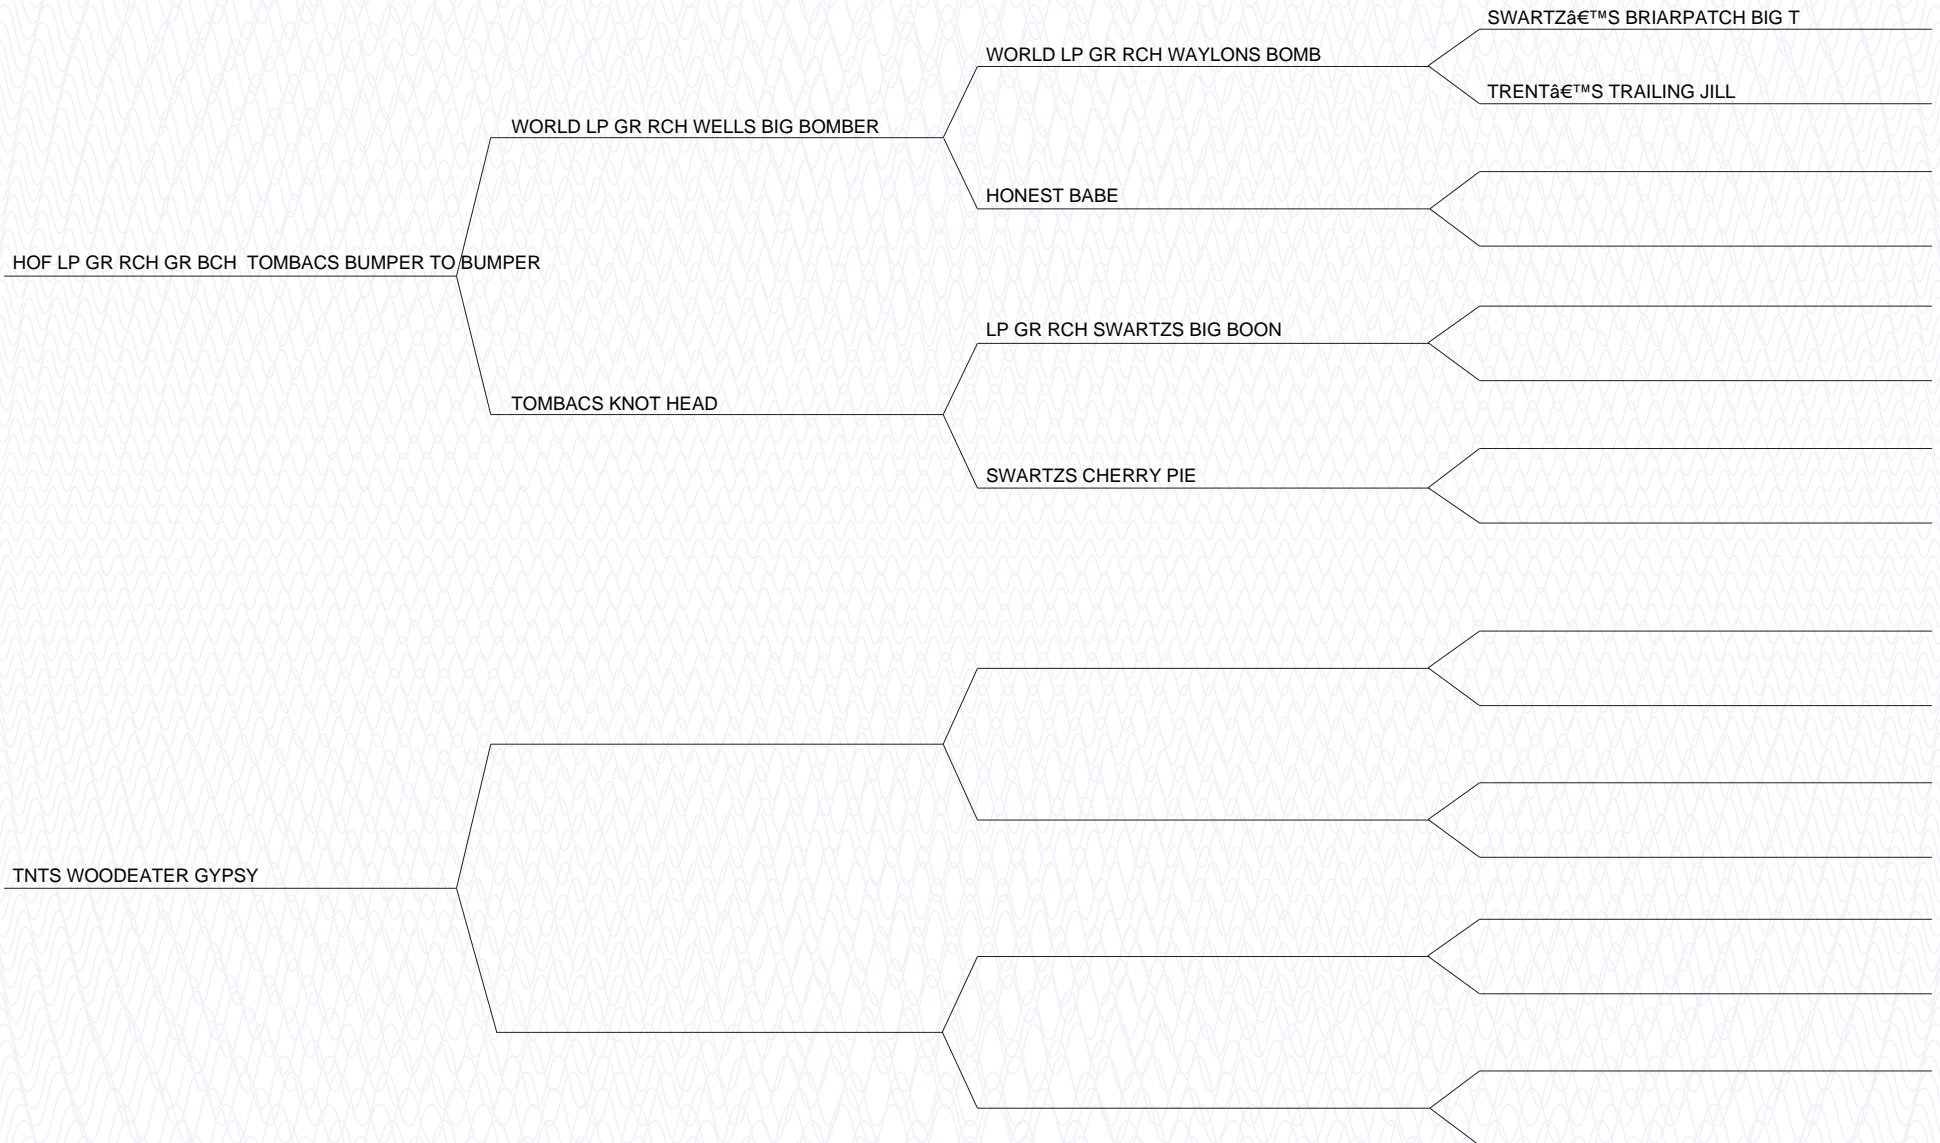 SWARTZâ€™S BRIARPATCH BIG T
WORLD LP GR RCH WAYLONS BOMB
TRENTâ€™S TRAILING JILL
WORLD LP GR RCH WELLS BIG BOMBER
HONEST BABE
HOF LP GR RCH GR BCH  TOMBACS BUMPER TO BUMPER
LP GR RCH SWARTZS BIG BOON
TOMBACS KNOT HEAD
SWARTZS CHERRY PIE
TNTS WOODEATER GYPSY